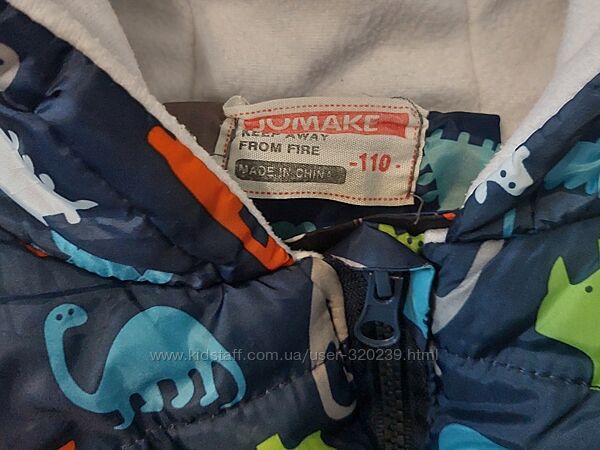 JOMAKE
KEEP AWAY
FROM FIRE
-110-
MADE IN CHINA
www.kidstaff.com.ua/user-320239.html